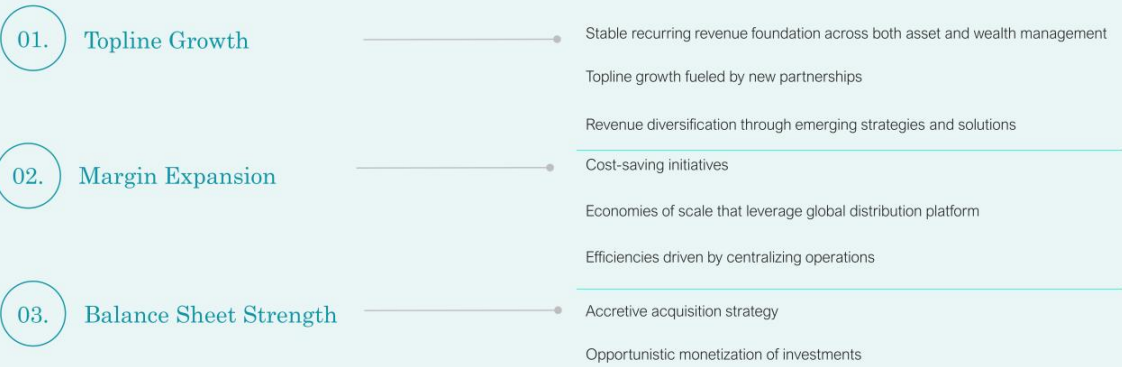 01. Topline Growth
Stable recurring revenue foundation across both asset and wealth management
Topline growth fueled by new partnerships
Revenue diversification through emerging strategies and solutions
02. Margin Expansion
Cost-saving initiatives
Economies of scale that leverage global distribution platform
Efficiencies driven by centralizing operations
03. Balance Sheet Strength
Accretive acquisition strategy
Opportunistic monetization of investments